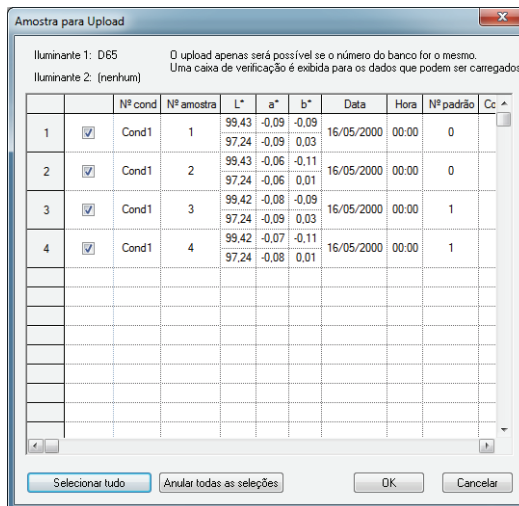 Amostra para Upload
Iluminante 1: D65
O upload apenas será possível se o número do banco for o mesmo.
Uma caixa de verificação é exibida para os dados que podem ser carregados
Iluminante 2: (nenhum)
Nº cond Nº amostra L* a* b* Data Hora Nº padrão Cc
1 Cond1 1 99,43 -0,09 -0,09 16/05/2000 00:00 0
97,24 -0,09 0,03
2 Cond1 2 99,43 -0,06 -0,11 16/05/2000 00:00 0
97,24 -0,06 0,01
3 Cond1 3 99,42 -0,08 -0,09 16/05/2000 00:00 1
97,24 -0,09 0,03
4 Cond1 4 99,42 -0,07 -0,11 16/05/2000 00:00 1
97,24 -0,08 0,01
Selecionar tudo Anular todas as seleções OK Cancelar